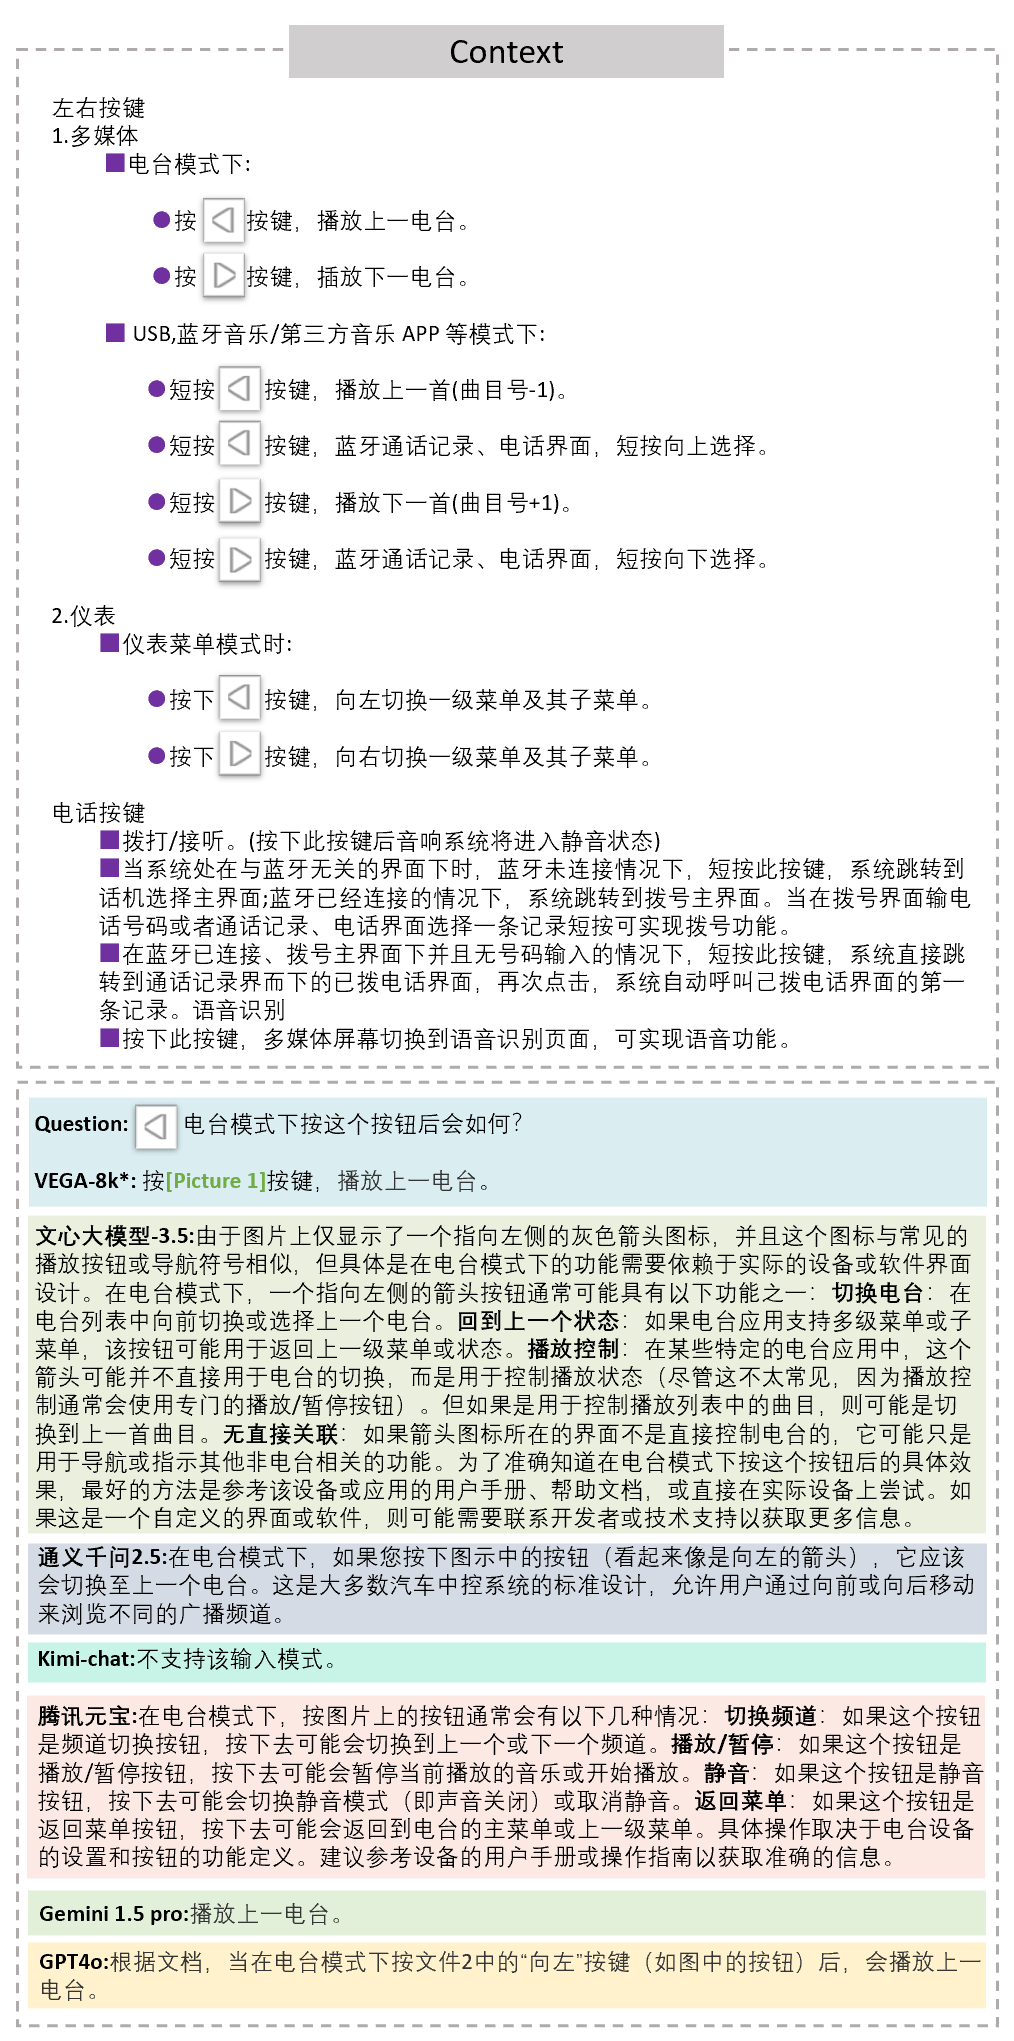 Context
左右按键
1.多媒体
■电台模式下:
●按 按键，播放上一电台。
●按 按键，插放下一电台。
■ USB,蓝牙音乐/第三方音乐 APP 等模式下:
●短按 按键，播放上一首(曲目号-1)。
●短按 按键，蓝牙通话记录、电话界面，短按向上选择。
●短按 按键，播放下一首(曲目号+1)。
●短按 按键，蓝牙通话记录、电话界面，短按向下选择。
2.仪表
■仪表菜单模式时:
●按下 按键，向左切换一级菜单及其子菜单。
●按下 按键，向右切换一级菜单及其子菜单。
电话按键
■拨打/接听。(按下此按键后音响系统将进入静音状态)
■当系统处在与蓝牙无关的界面下时，蓝牙未连接情况下，短按此按键，系统跳转到
话机选择主界面;蓝牙已经连接的情况下，系统跳转到拨号主界面。当在拨号界面输电
话号码或者通话记录、电话界面选择一条记录短按可实现拨号功能。
■在蓝牙已连接、拨号主界面下并且无号码输入的情况下，短按此按键，系统直接跳
转到通话记录界而下的已拨电话界面，再次点击，系统自动呼叫己拨电话界面的第一
条记录。语音识别
■按下此按键，多媒体屏幕切换到语音识别页面，可实现语音功能。
Question: 电台模式下按这个按钮后会如何?
VEGA-8k*: 按[Picture 1]按键，播放上一电台。
文心大模型-3.5:由于图片上仅显示了一个指向左侧的灰色箭头图标，并且这个图标与常见的
播放按钮或导航符号相似，但具体是在电台模式下的功能需要依赖于实际的设备或软件界面
设计。在电台模式下，一个指向左侧的箭头按钮通常可能具有以下功能之一：切换电台：在
电台列表中向前切换或选择上一个电台。回到上一个状态：如果电台应用支持多级菜单或子
菜单，该按钮可能用于返回上一级菜单或状态。播放控制：在某些特定的电台应用中，这个
箭头可能并不直接用于电台的切换，而是用于控制播放状态（尽管这不太常见，因为播放控
制通常会使用专门的播放/暂停按钮）。但如果是用于控制播放列表中的曲目，则可能是切
换到上一首曲目。无直接关联：如果箭头图标所在的界面不是直接控制电台的，它可能只是
用于导航或指示其他非电台相关的功能。为了准确知道在电台模式下按这个按钮后的具体效
果，最好的方法是参考该设备或应用的用户手册、帮助文档，或直接在实际设备上尝试。如
果这是一个自定义的界面或软件，则可能需要联系开发者或技术支持以获取更多信息。
通义千问2.5:在电台模式下，如果您按下图示中的按钮（看起来像是向左的箭头），它应该
会切换至上一个电台。这是大多数汽车中控系统的标准设计，允许用户通过向前或向后移动
来浏览不同的广播频道。
Kimi-chat:不支持该输入模式。
腾讯元宝:在电台模式下，按图片上的按钮通常会有以下几种情况：切换频道：如果这个按钮
是频道切换按钮，按下去可能会切换到上一个或下一个频道。播放/暂停：如果这个按钮是
播放/暂停按钮，按下去可能会暂停当前播放的音乐或开始播放。静音：如果这个按钮是静音
按钮，按下去可能会切换静音模式（即声音关闭）或取消静音。返回菜单：如果这个按钮是
返回菜单按钮，按下去可能会返回到电台的主菜单或上一级菜单。具体操作取决于电台设备
的设置和按钮的功能定义。建议参考设备的用户手册或操作指南以获取准确的信息。
Gemini 1.5 pro:播放上一电台。
GPT4o:根据文档，当在电台模式下按文件2中的“向左”按键（如图中的按钮）后，会播放上一
电台。